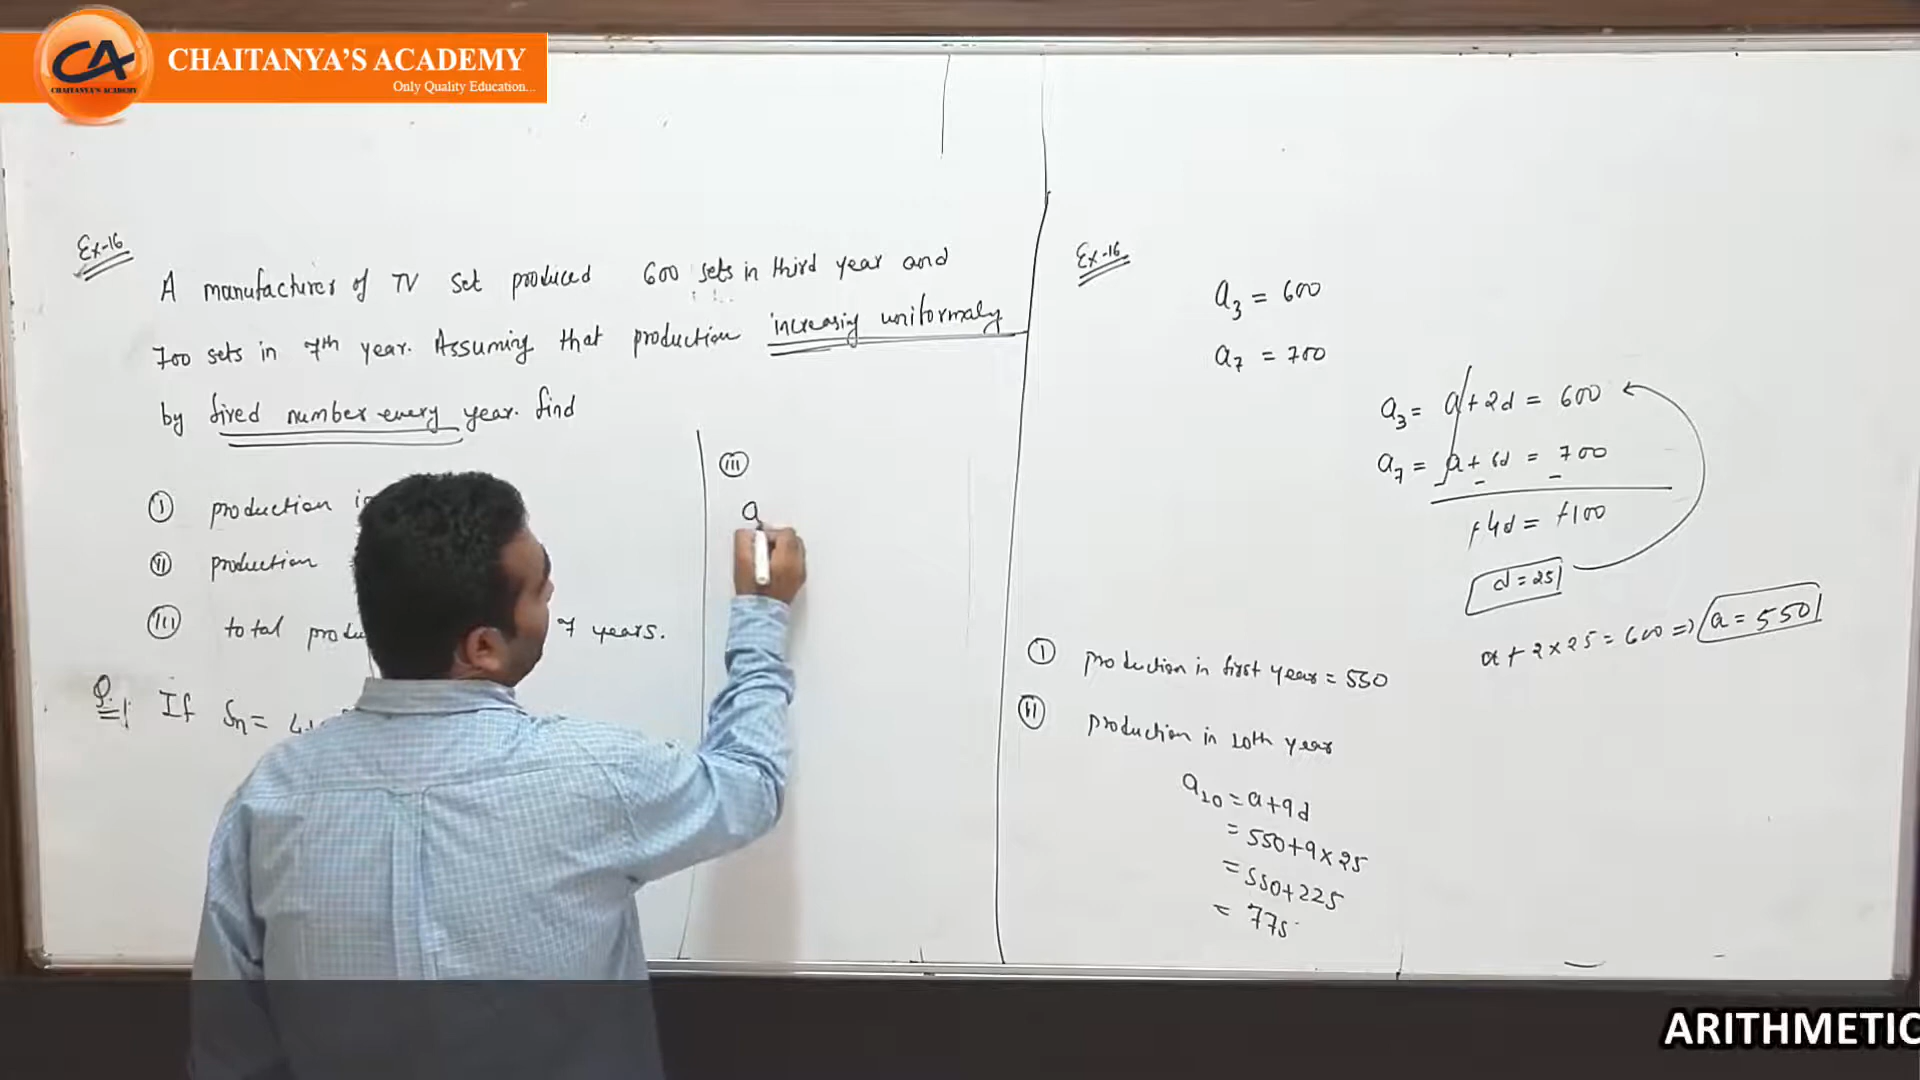 CA
CHAITANYA'S ACADEMY
CHAITANYA'S ACADEMY
Only Quality Education...
Ex-16
A manufacturer of TV set produced 600 sets in third year and
700 sets in 7th year. Assuming that production increasing uniformaly
by fixed number every year. find
(I) production
(II) production
(III) total 7 years.
Q.1 If Sn =
(III)
a
Ex-16
a3 = 600
a7 = 700
a3 = a + 2d = 600
a7 = a + 6d = 700
- -
+4d = +100
d = 25
a + 2 × 25 = 600 => a = 550
(I) production in first year = 550
(II) production in 10th year
a10 = a + 9d
= 550 + 9 × 25
= 550 + 225
= 775
ARITHMETIC